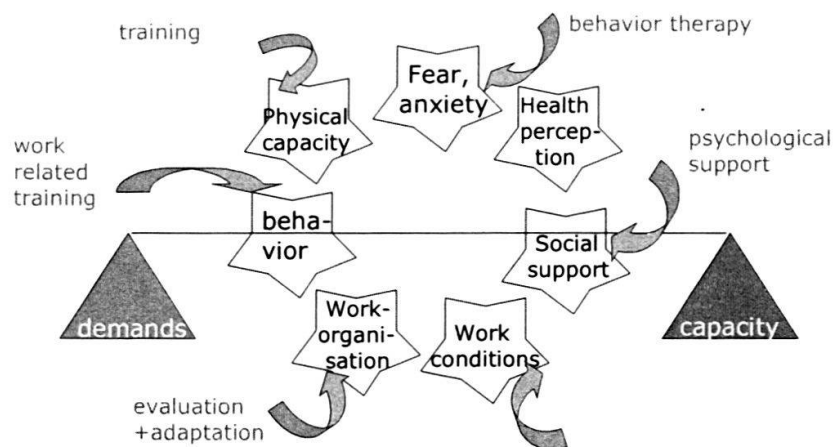 training
behavior therapy
Fear,
anxiety
Physical
capacity
Health
percep-
tion
work
related
training
psychological
support
beha-
vior
Social
support
demands
capacity
Work-
organi-
sation
Work
conditions
evaluation
+adaptation